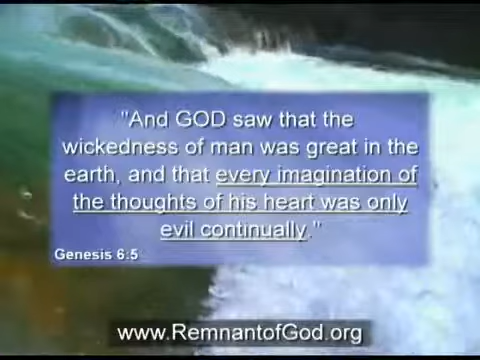 "And GOD saw that the
wickedness of man was great in the
earth, and that every imagination of
the thoughts of his heart was only
evil continually."
Genesis 6:5
www.RemnantofGod.org